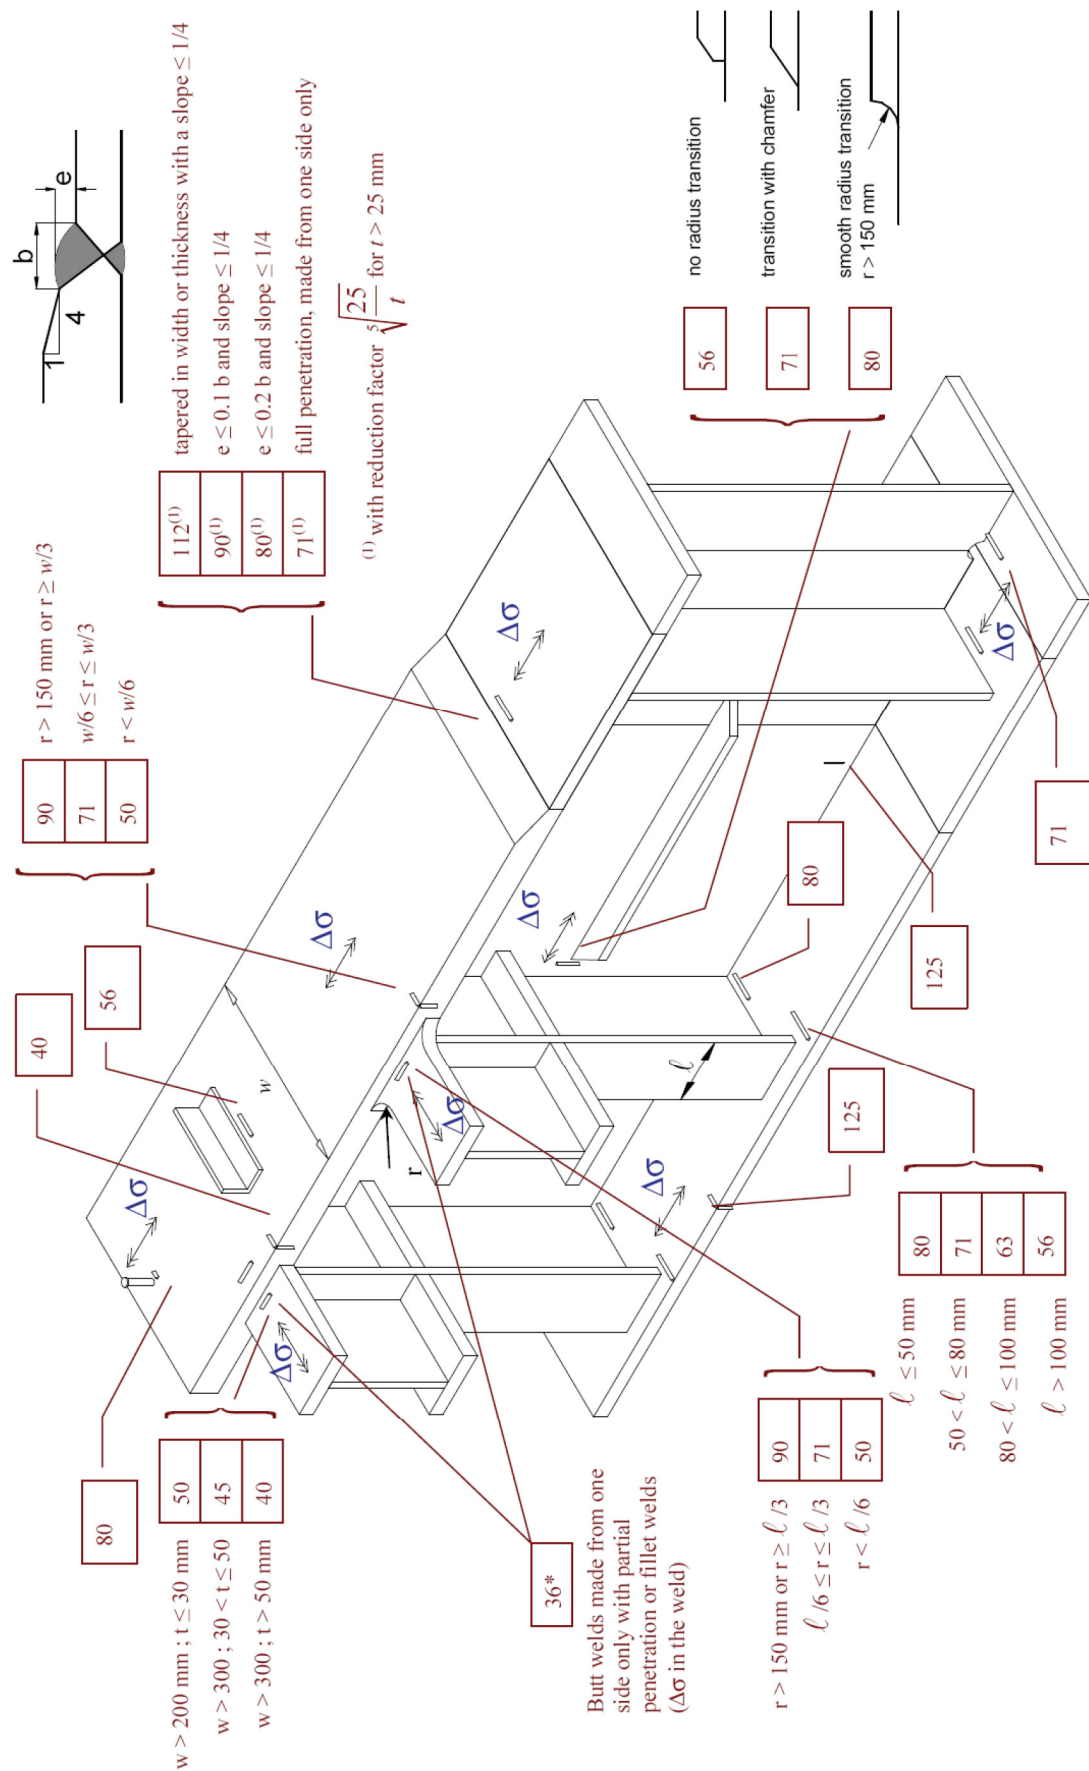 90
r > 150 mm or r ≥ w/3
71
w/6 ≤ r ≤ w/3
50
r < w/6
b
e
1
4
112⁽¹⁾
tapered in width or thickness with a slope ≤ 1/4
90⁽¹⁾
e ≤ 0.1 b and slope ≤ 1/4
80⁽¹⁾
e ≤ 0.2 b and slope ≤ 1/4
71⁽¹⁾
full penetration, made from one side only
⁽¹⁾ with reduction factor ⁵√(25/t) for t > 25 mm
40
56
80
w > 200 mm ; t ≤ 30 mm
50
w > 300 ; 30 < t ≤ 50
45
w > 300 ; t > 50 mm
40
Δσ
w
Δσ
Δσ
Δσ
r
Δσ
Δσ
ℓ
Δσ
Δσ
36*
Butt welds made from one
side only with partial
penetration or fillet welds
(Δσ in the weld)
56
no radius transition
71
transition with chamfer
80
smooth radius transition
r > 150 mm
80
125
125
71
r > 150 mm or r ≥ ℓ /3
90
ℓ /6 ≤ r ≤ ℓ /3
71
r < ℓ /6
50
ℓ ≤ 50 mm
80
50 < ℓ ≤ 80 mm
71
80 < ℓ ≤ 100 mm
63
ℓ > 100 mm
56